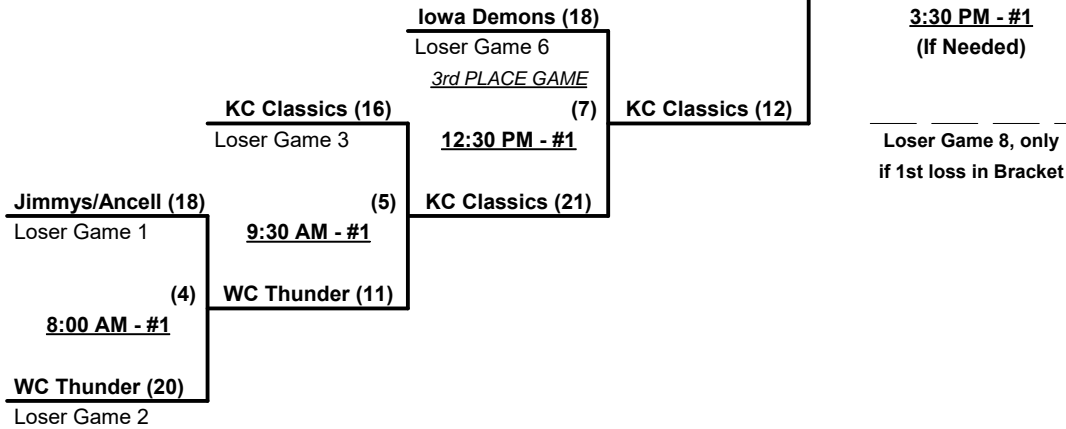 Iowa Demons (18)
3:30 PM - #1
Loser Game 6
(If Needed)
3rd PLACE GAME
KC Classics (16)
(7)
KC Classics (12)
Loser Game 3
12:30 PM - #1
Loser Game 8, only
if 1st loss in Bracket
Jimmys/Ancell (18)
(5)
KC Classics (21)
Loser Game 1
9:30 AM - #1
(4)
WC Thunder (11)
8:00 AM - #1
WC Thunder (20)
Loser Game 2